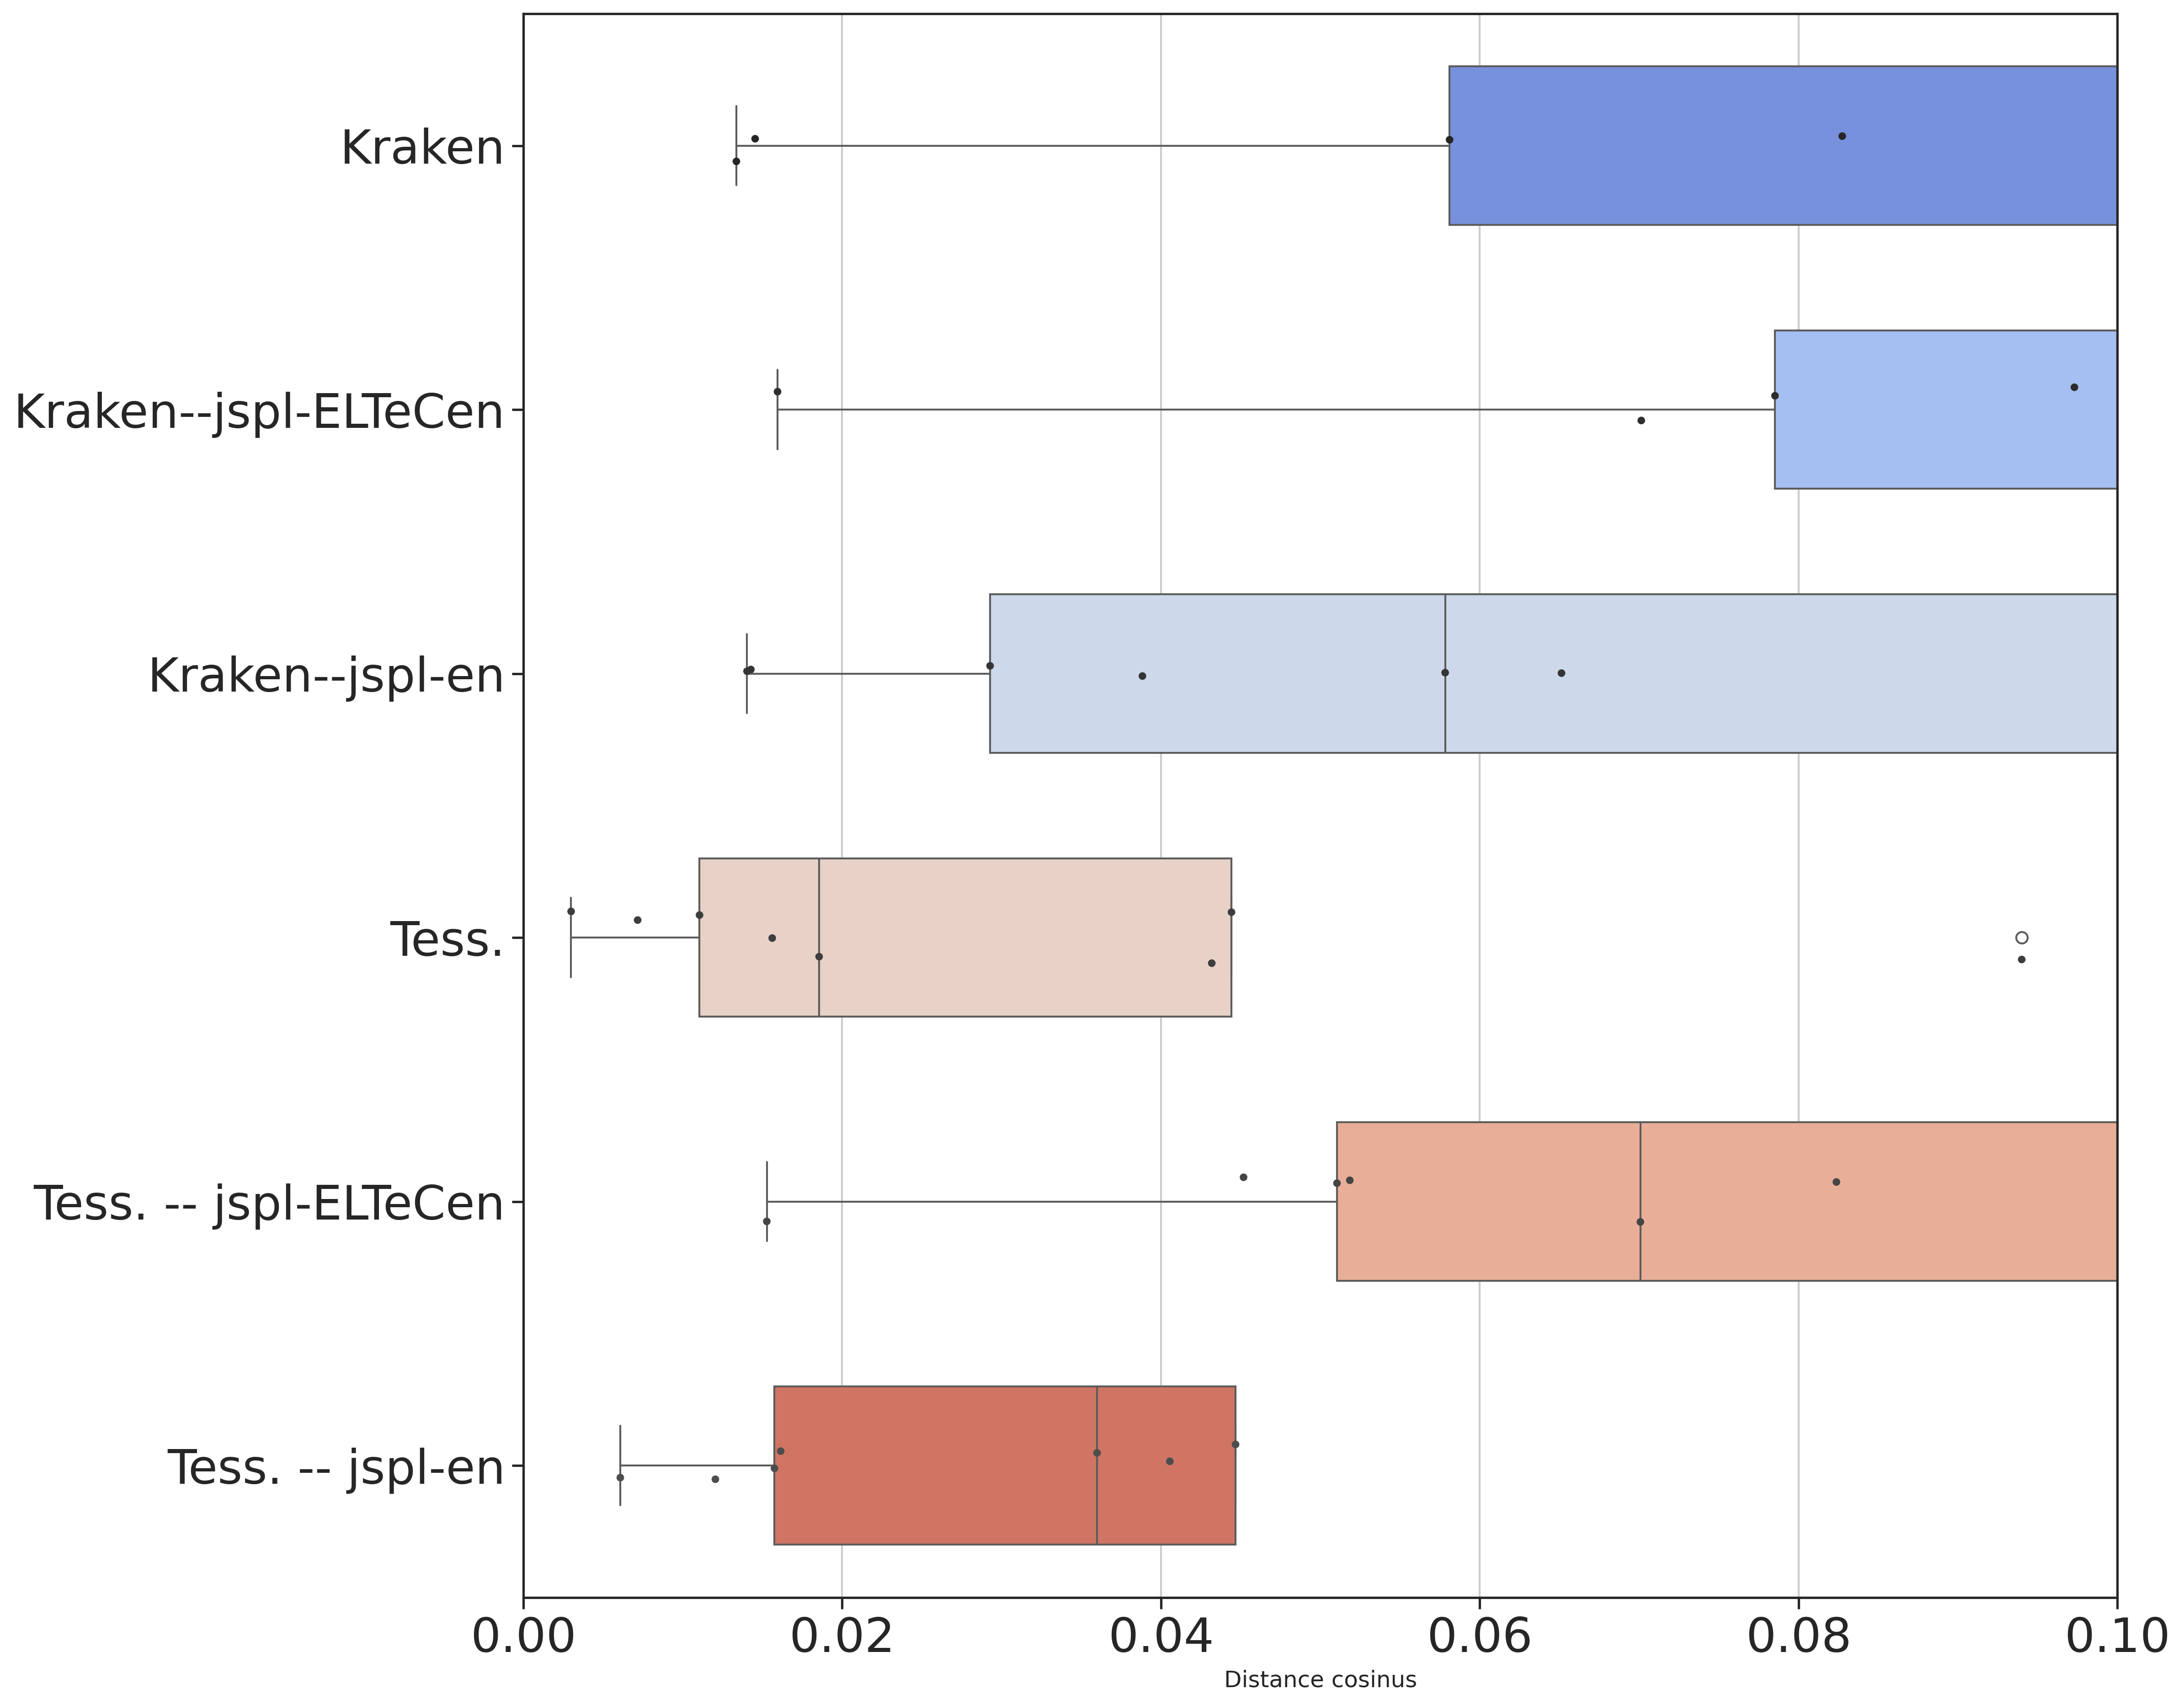 Kraken
Kraken--jspl-ELTeCen
Kraken--jspl-en
Tess.
Tess. -- jspl-ELTeCen
Tess. -- jspl-en
0.00 0.02 0.04 0.06 0.08 0.10
Distance cosinus